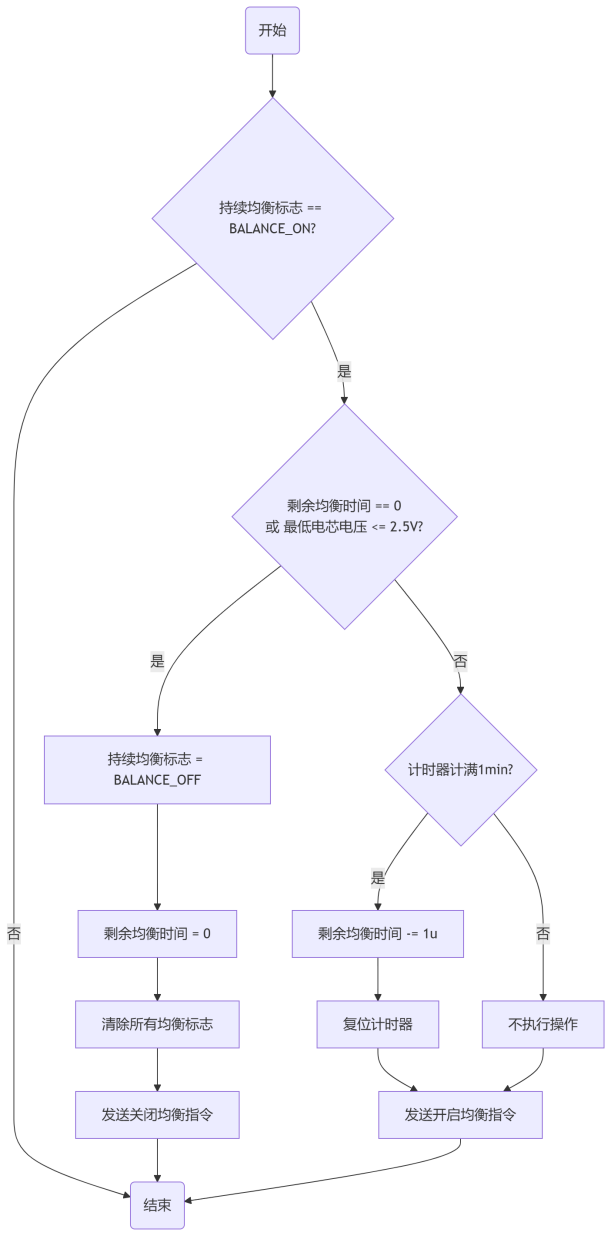 开始
持续均衡标志 ==
BALANCE_ON?
是
剩余均衡时间 == 0
或 最低电芯电压 <= 2.5V?
是
否
持续均衡标志 =
BALANCE_OFF
计时器计满1min?
是
否
否
剩余均衡时间 = 0
剩余均衡时间 -= 1u
清除所有均衡标志
复位计时器
不执行操作
发送关闭均衡指令
发送开启均衡指令
结束